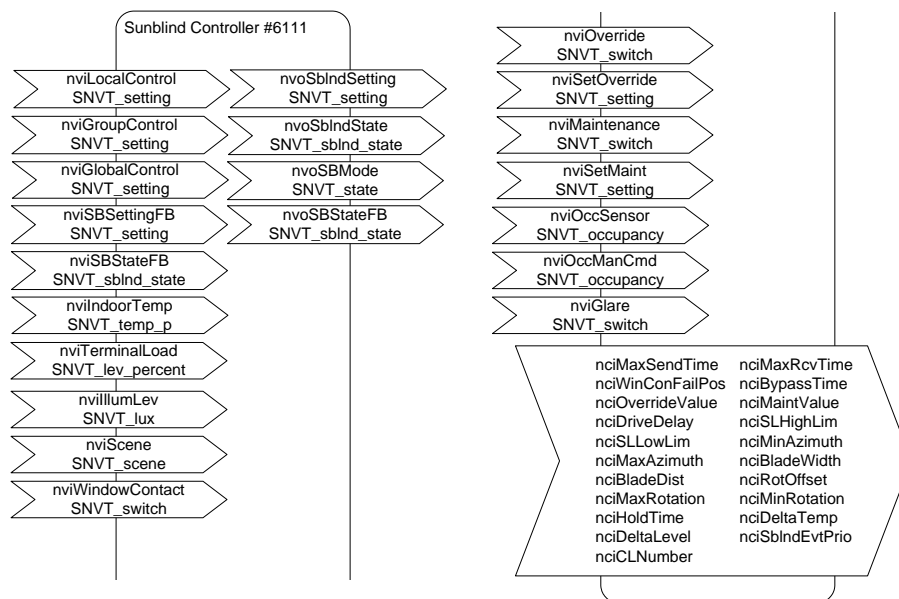 Sunblind Controller #6111
nviLocalControl
SNVT_setting
nviGroupControl
SNVT_setting
nviGlobalControl
SNVT_setting
nviSBSettingFB
SNVT_setting
nviSBStateFB
SNVT_sblnd_state
nviIndoorTemp
SNVT_temp_p
nviTerminalLoad
SNVT_lev_percent
nviIllumLev
SNVT_lux
nviScene
SNVT_scene
nviWindowContact
SNVT_switch
nvoSblndSetting
SNVT_setting
nvoSblndState
SNVT_sblnd_state
nvoSBMode
SNVT_state
nvoSBStateFB
SNVT_sblnd_state
nviOverride
SNVT_switch
nviSetOverride
SNVT_setting
nviMaintenance
SNVT_switch
nviSetMaint
SNVT_setting
nviOccSensor
SNVT_occupancy
nviOccManCmd
SNVT_occupancy
nviGlare
SNVT_switch
nciMaxSendTime nciMaxRcvTime
nciWinConFailPos nciBypassTime
nciOverrideValue nciMaintValue
nciDriveDelay nciSLHighLim
nciSLLowLim nciMinAzimuth
nciMaxAzimuth nciBladeWidth
nciBladeDist nciRotOffset
nciMaxRotation nciMinRotation
nciHoldTime nciDeltaTemp
nciDeltaLevel nciSblndEvtPrio
nciCLNumber